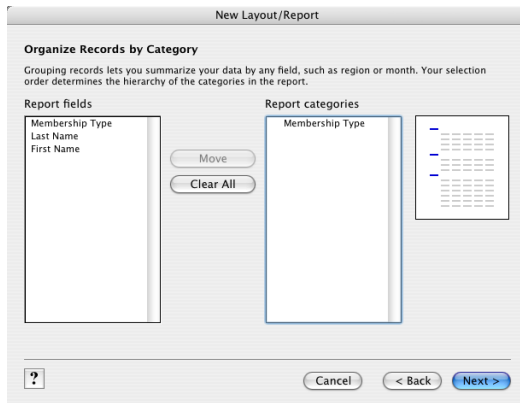 New Layout/Report
Organize Records by Category
Grouping records lets you summarize your data by any field, such as region or month. Your selection
order determines the hierarchy of the categories in the report.
Report fields
Report categories
Membership Type
Last Name
First Name
Move
Clear All
Membership Type
?
Cancel
< Back
Next >